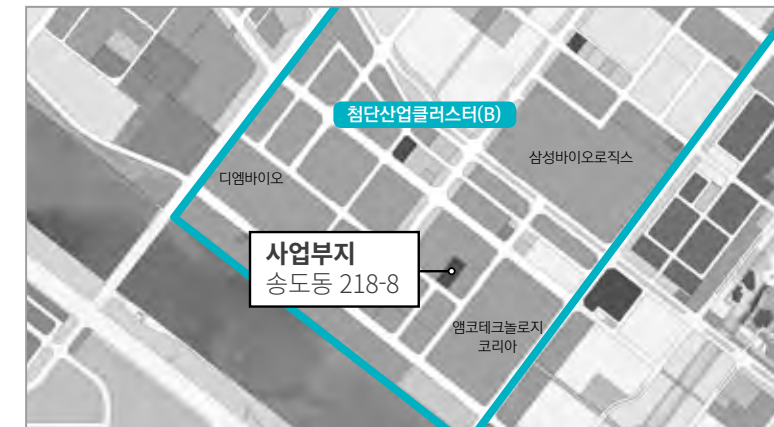 첨단산업클러스터(B)
삼성바이오로직스
디엠바이오
사업부지
송도동 218-8
앰코테크놀로지
코리아